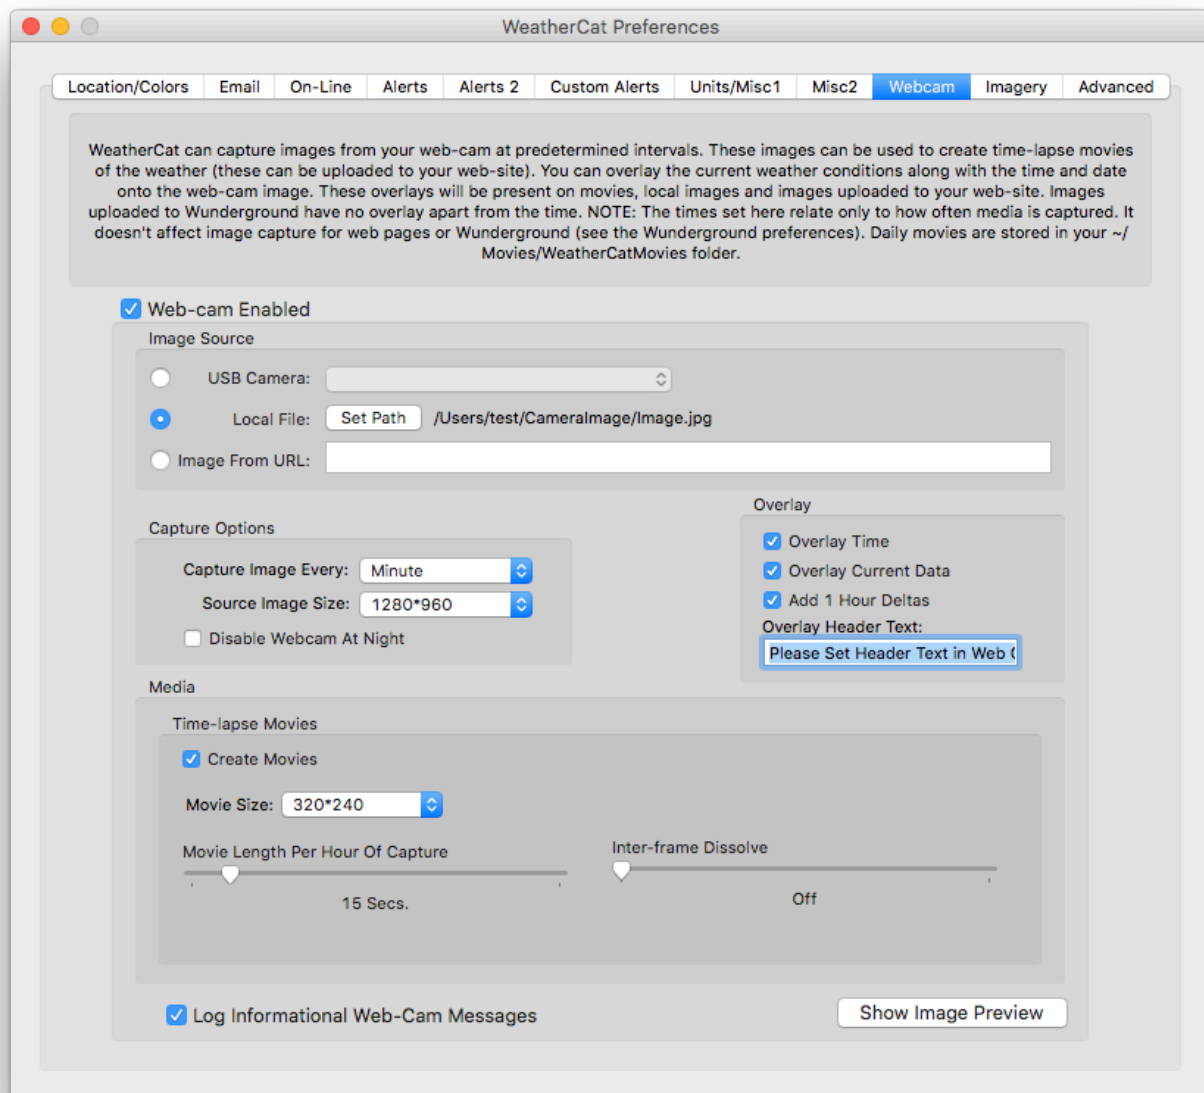 WeatherCat Preferences
Location/Colors Email On-Line Alerts Alerts 2 Custom Alerts Units/Misc1 Misc2 Webcam Imagery Advanced
WeatherCat can capture images from your web-cam at predetermined intervals. These images can be used to create time-lapse movies
of the weather (these can be uploaded to your web-site). You can overlay the current weather conditions along with the time and date
onto the web-cam image. These overlays will be present on movies, local images and images uploaded to your web-site. Images
uploaded to Wunderground have no overlay apart from the time. NOTE: The times set here relate only to how often media is captured. It
doesn't affect image capture for web pages or Wunderground (see the Wunderground preferences). Daily movies are stored in your ~/
Movies/WeatherCatMovies folder.
Web-cam Enabled
Image Source
USB Camera:
Local File: Set Path /Users/test/CameraImage/Image.jpg
Image From URL:
Capture Options
Capture Image Every: Minute
Source Image Size: 1280*960
Disable Webcam At Night
Overlay
Overlay Time
Overlay Current Data
Add 1 Hour Deltas
Overlay Header Text:
Please Set Header Text in Web
Media
Time-lapse Movies
Create Movies
Movie Size: 320*240
Movie Length Per Hour Of Capture
15 Secs.
Inter-frame Dissolve
Off
Log Informational Web-Cam Messages
Show Image Preview